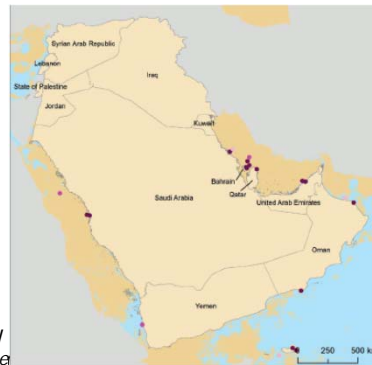 Syrian Arab Republic
Lebanon
Iraq
State of Palestine
Jordan
Kuwait
Bahrain
Saudi Arabia
Qatar
United Arab Emirates
Oman
Yemen
250 500 k